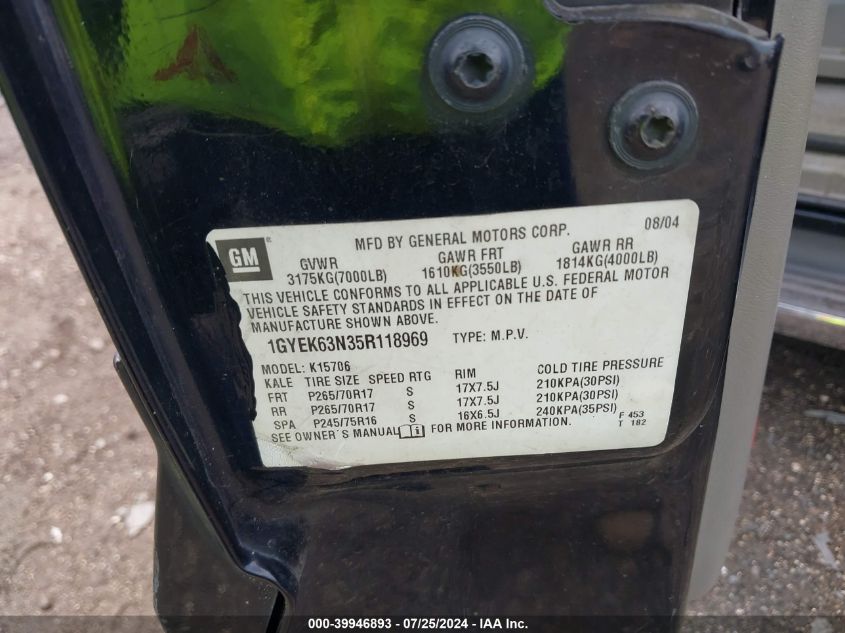 MFD BY GENERAL MOTORS CORP. 08/04
GM
GVWR GAWR FRT GAWR RR
3175KG(7000LB) 1610KG(3550LB) 1814KG(4000LB)
THIS VEHICLE CONFORMS TO ALL APPLICABLE U.S. FEDERAL MOTOR
VEHICLE SAFETY STANDARDS IN EFFECT ON THE DATE OF
MANUFACTURE SHOWN ABOVE.
1GYEK63N35R118969 TYPE: M.P.V.
MODEL: K15706
KALE TIRE SIZE SPEED RTG RIM COLD TIRE PRESSURE
FRT P265/70R17 S 17X7.5J 210KPA(30PSI)
RR P265/70R17 S 17X7.5J 210KPA(30PSI)
SPA P245/75R16 S 16X6.5J 240KPA(35PSI)
SEE OWNER'S MANUAL i FOR MORE INFORMATION.
F 453
T 182
000-39946893 - 07/25/2024 - IAA Inc.